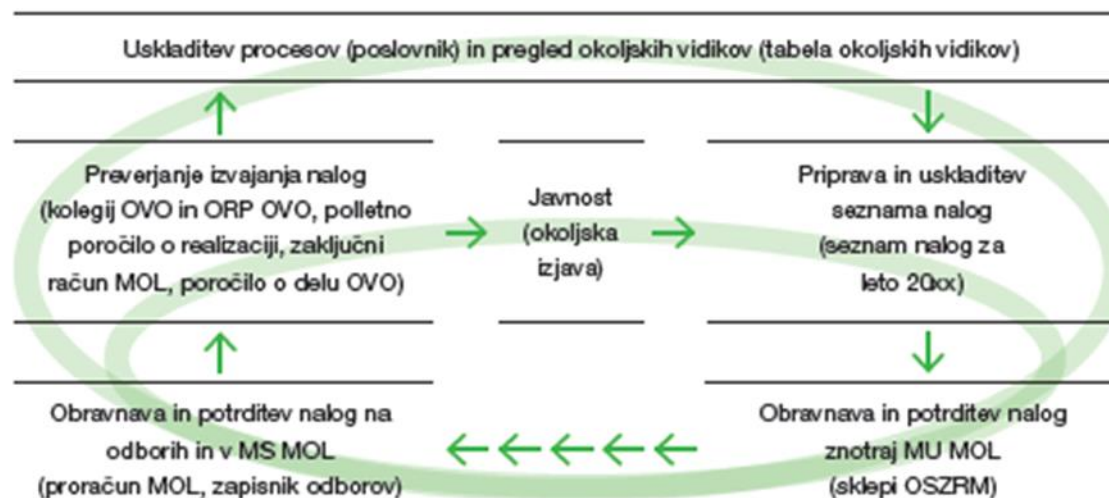 Uskladitev procesov (poslovnik) in pregled okoljskih vidikov (tabela okoljskih vidikov)
Preverjanje izvajanja nalog
(kolegij OVO in ORP OVO, polletno
poročilo o realizaciji, zaključni
račun MOL, poročilo o delu OVO)
Javnost
(okoljska
izjava)
Priprava in uskladitev
seznama nalog
(seznam nalog za
leto 20xx)
Obravnava in potrditev nalog na
odborih in v MS MOL
(proračun MOL, zapisnik odborov)
Obravnava in potrditev nalog
znotraj MU MOL
(sklepi OSZRM)